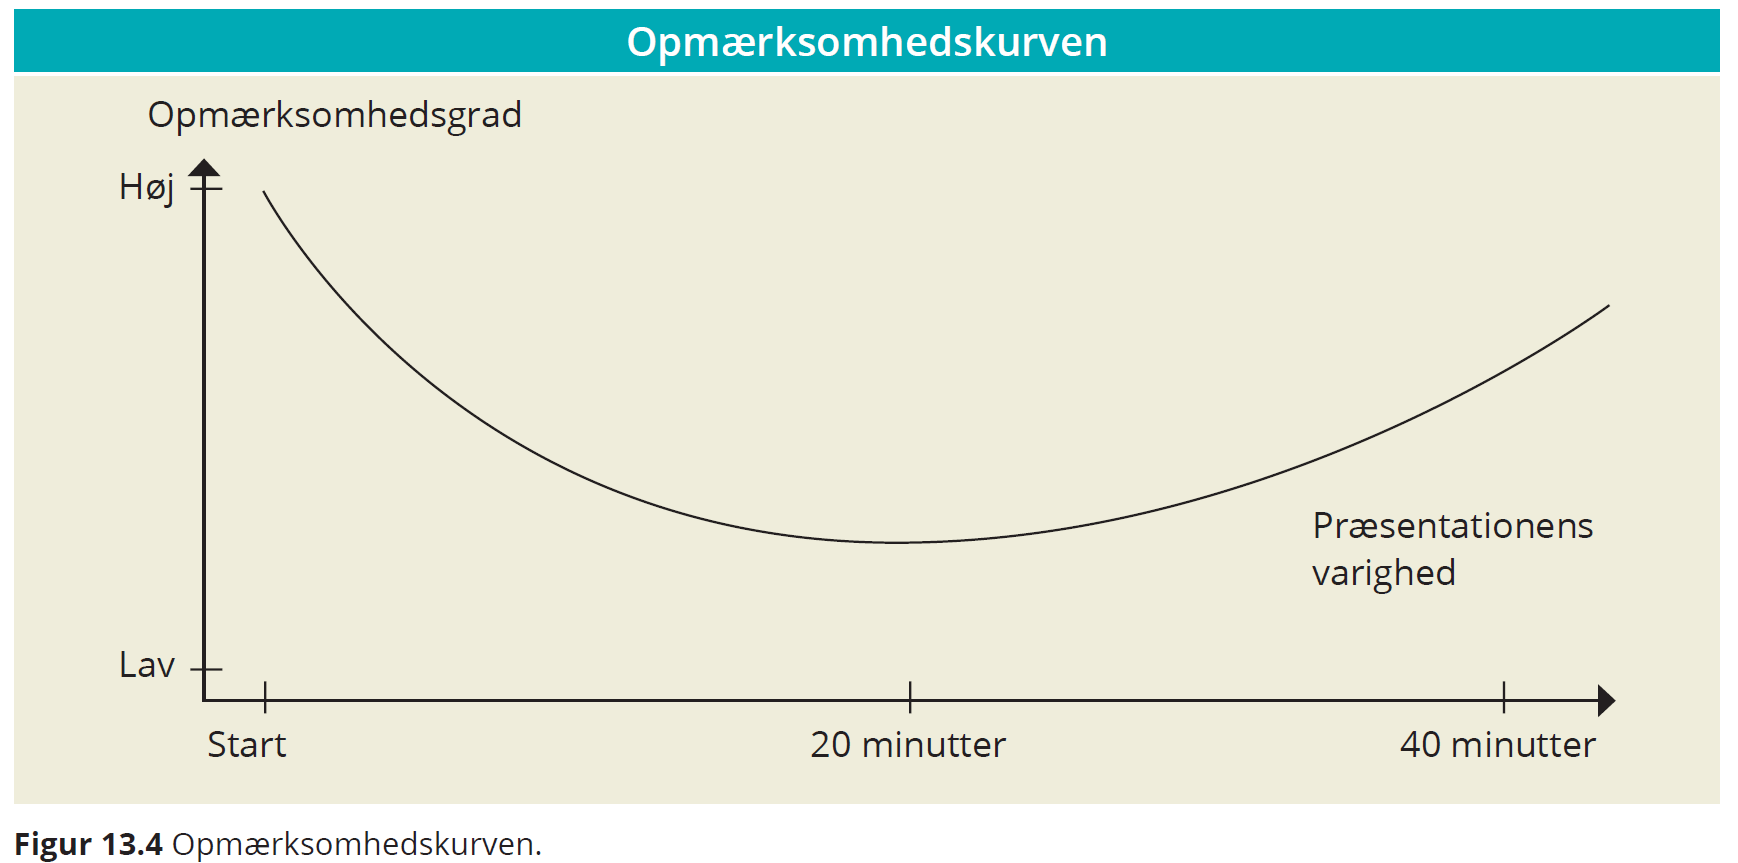 Opmærksomhedskurven
Opmærksomhedsgrad
Høj
Præsentationens
varighed
Lav
Start
20 minutter
40 minutter
Figur 13.4 Opmærksomhedskurven.